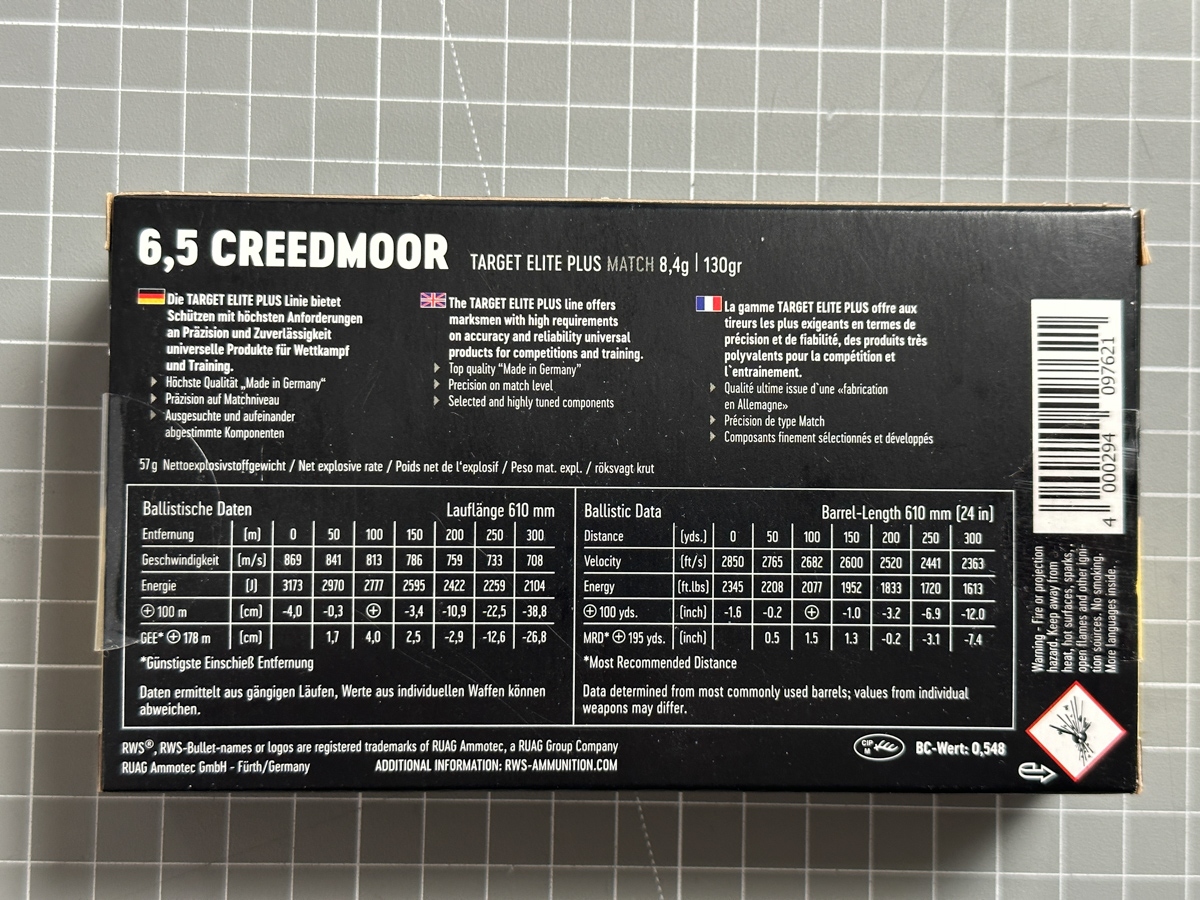 6,5 CREEDMOOR TARGET ELITE PLUS MATCH 8,4g | 130gr
Die TARGET ELITE PLUS Linie bietet
Schützen mit höchsten Anforderungen
an Präzision und Zuverlässigkeit
universelle Produkte für Wettkampf
und Training.
Höchste Qualität „Made in Germany“
Präzision auf Matchniveau
Ausgesuchte und aufeinander
abgestimmte Komponenten
The TARGET ELITE PLUS line offers
marksmen with high requirements
on accuracy and reliability universal
products for competitions and training.
Top quality “Made in Germany”
Precision on match level
Selected and highly tuned components
La gamme TARGET ELITE PLUS offre aux
tireurs les plus exigeants en termes de
précision et de fiabilité, des produits très
polyvalents pour la compétition et
l`entrainement.
Qualité ultime issue d`une «fabrication
en Allemagne»
Précision de type Match
Composants finement sélectionnés et développés
57 g Nettoexplosivstoffgewicht / Net explosive rate / Poids net de l'explosif / Peso mat. expl. / röksvagt krut
Ballistische Daten Lauflänge 610 mm
Entfernung [m] 0 50 100 150 200 250 300
Geschwindigkeit [m/s] 869 841 813 786 759 733 708
Energie [J] 3173 2970 2777 2595 2422 2259 2104
⊕ 100 m [cm] -4,0 -0,3 ⊕ -3,4 -10,9 -22,5 -38,8
GEE* ⊕ 178 m [cm] 1,7 4,0 2,5 -2,9 -12,6 -26,8
*Günstigste Einschieß Entfernung
Daten ermittelt aus gängigen Läufen, Werte aus individuellen Waffen können
abweichen.
Ballistic Data Barrel-Length 610 mm [24 in]
Distance [yds.] 0 50 100 150 200 250 300
Velocity [ft/s] 2850 2765 2682 2600 2520 2441 2363
Energy [ft.lbs] 2345 2208 2077 1952 1833 1720 1613
⊕ 100 yds. [inch] -1.6 -0.2 ⊕ -1.0 -3.2 -6.9 -12.0
MRD* ⊕ 195 yds. [inch] 0.5 1.5 1.3 -0.2 -3.1 -7.4
*Most Recommended Distance
Data determined from most commonly used barrels; values from individual
weapons may differ.
RWS®, RWS-Bullet-names or logos are registered trademarks of RUAG Ammotec, a RUAG Group Company
RUAG Ammotec GmbH - Fürth/Germany ADDITIONAL INFORMATION: RWS-AMMUNITION.COM
CIP
M
BC-Wert: 0,548
4 000294 097621
Warning - Fire or projection
hazard. Keep away from
heat, hot surfaces, sparks,
open flames and other igni-
tion sources. No smoking.
More languages inside.